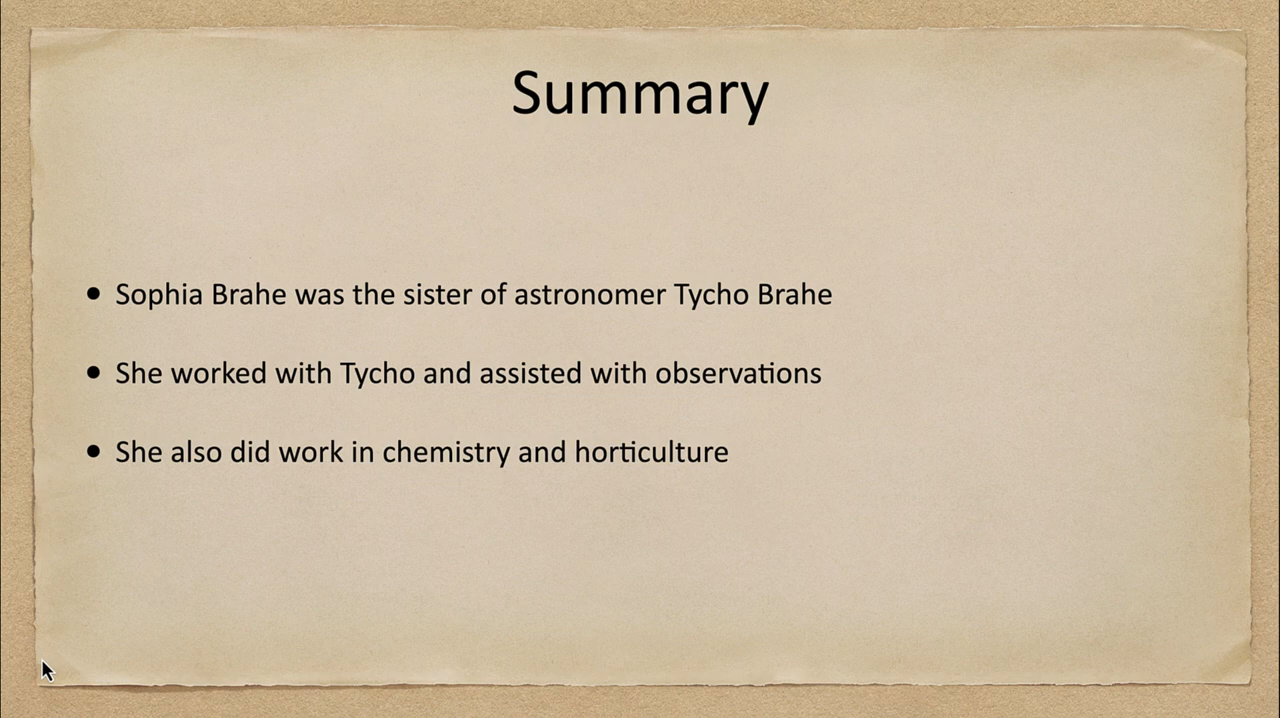 Summary
• Sophia Brahe was the sister of astronomer Tycho Brahe
• She worked with Tycho and assisted with observations
• She also did work in chemistry and horticulture